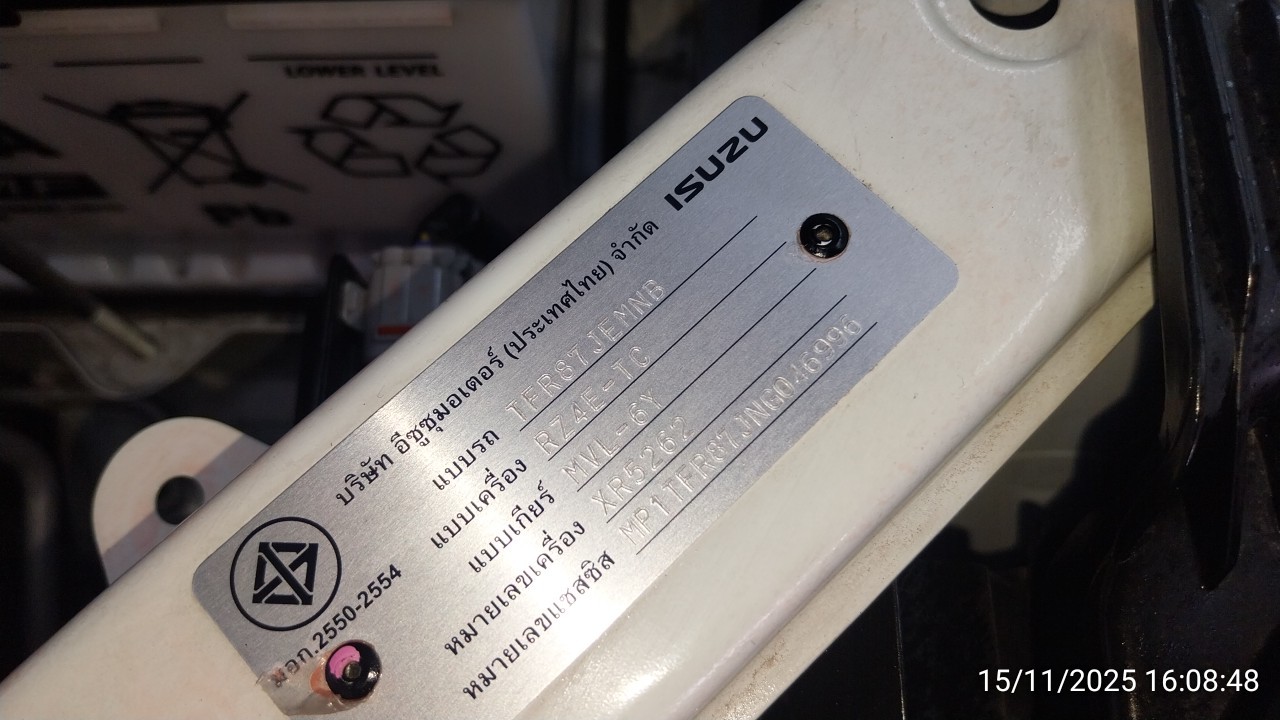 LOWER LEVEL
Pb
ISUZU
บริษัท อีซูซุมอเตอร์ (ประเทศไทย) จำกัด
แบบรถ TFR87JEMNB
แบบเครื่อง RZ4E-TC
แบบเกียร์ MVL-6Y
หมายเลขเครื่อง XR5262
หมายเลขแชสซิส MP1TFR87JNG046996
มอก.2550-2554
15/11/2025 16:08:48